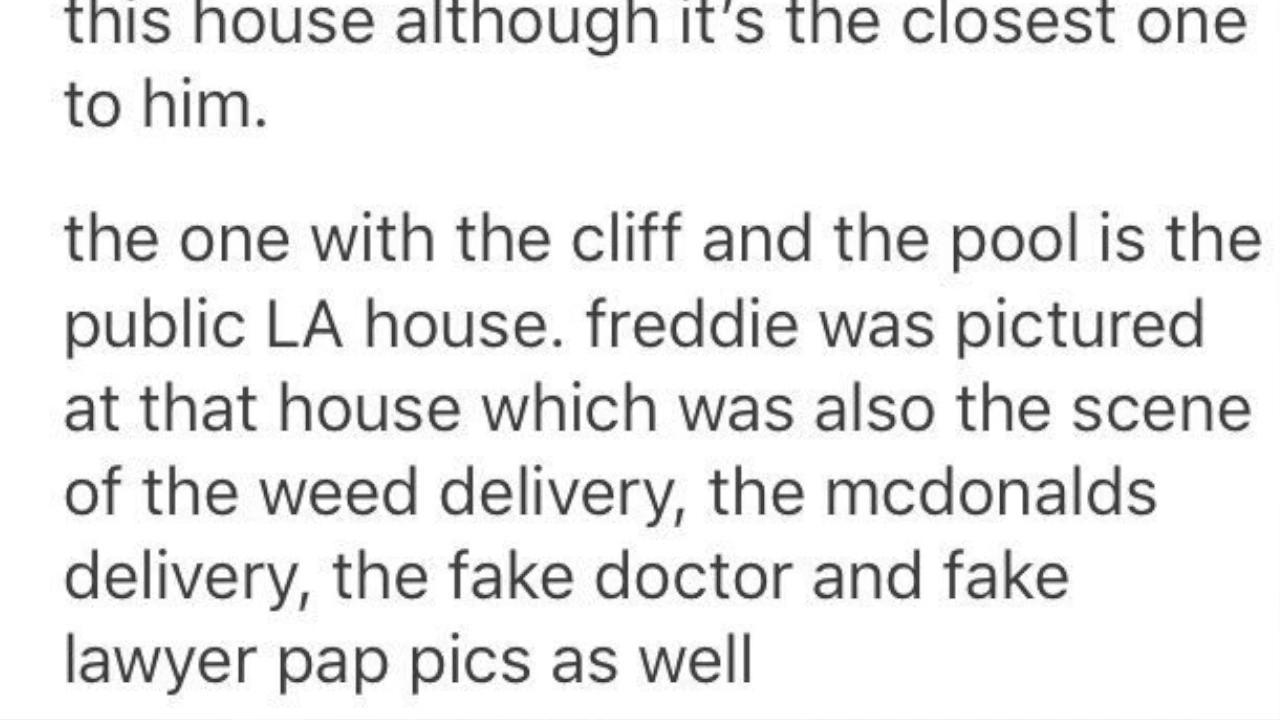 this house although it's the closest one
to him.
the one with the cliff and the pool is the
public LA house. freddie was pictured
at that house which was also the scene
of the weed delivery, the mcdonalds
delivery, the fake doctor and fake
lawyer pap pics as well